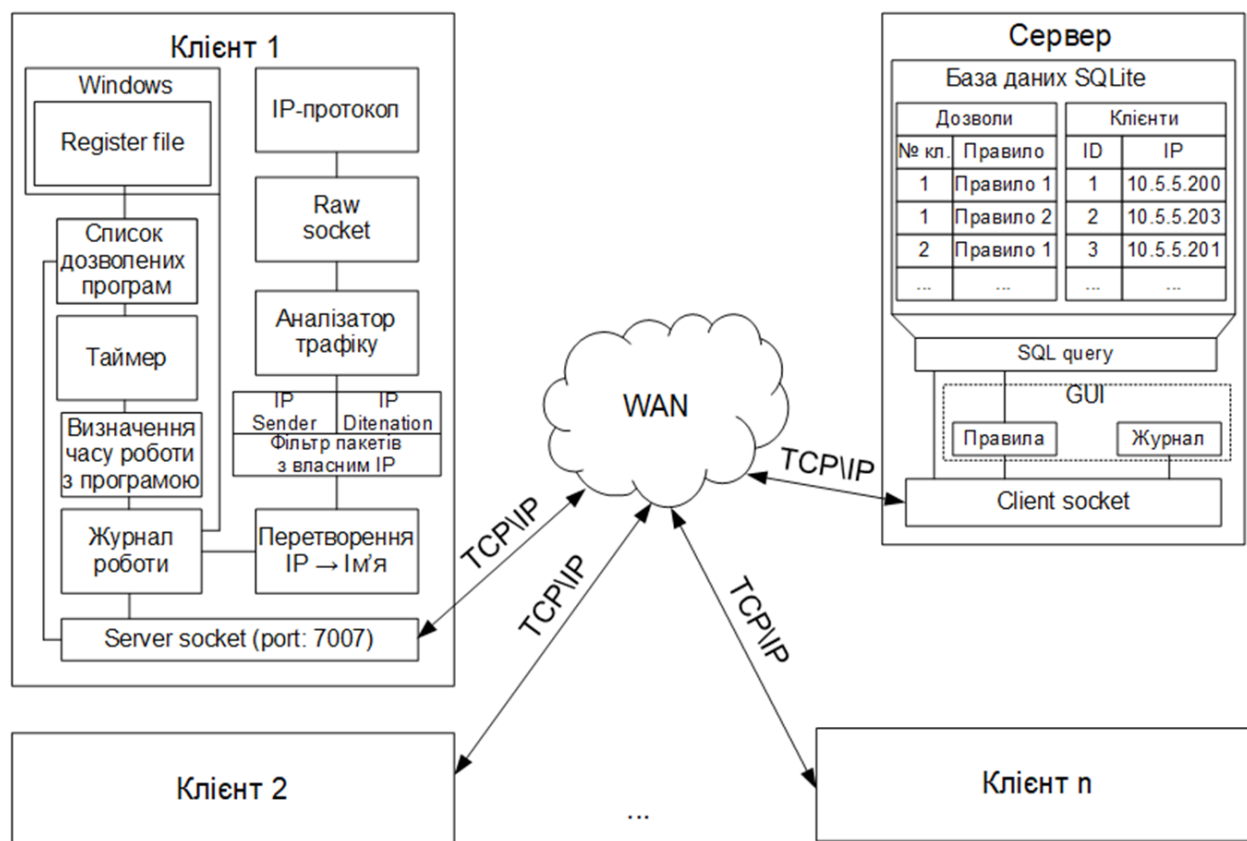 Клієнт 1
Windows
Register file
Список
дозволених
програм
Таймер
Визначення
часу роботи
з програмою
Журнал
роботи
IP-протокол
Raw
socket
Аналізатор
трафіку
IP
Sender
IP
Ditenation
Фільтр пакетів
з власним IP
Перетворення
IP → Ім’я
Server socket (port: 7007)
TCP\IP
TCP\IP
TCP\IP
TCP\IP
WAN
Сервер
База даних SQLite
Дозволи
№ кл. Правило
1 Правило 1
1 Правило 2
2 Правило 1
... ...
Клієнти
ID IP
1 10.5.5.200
2 10.5.5.203
3 10.5.5.201
... ...
SQL query
GUI
Правила
Журнал
Client socket
Клієнт 2
...
Клієнт n